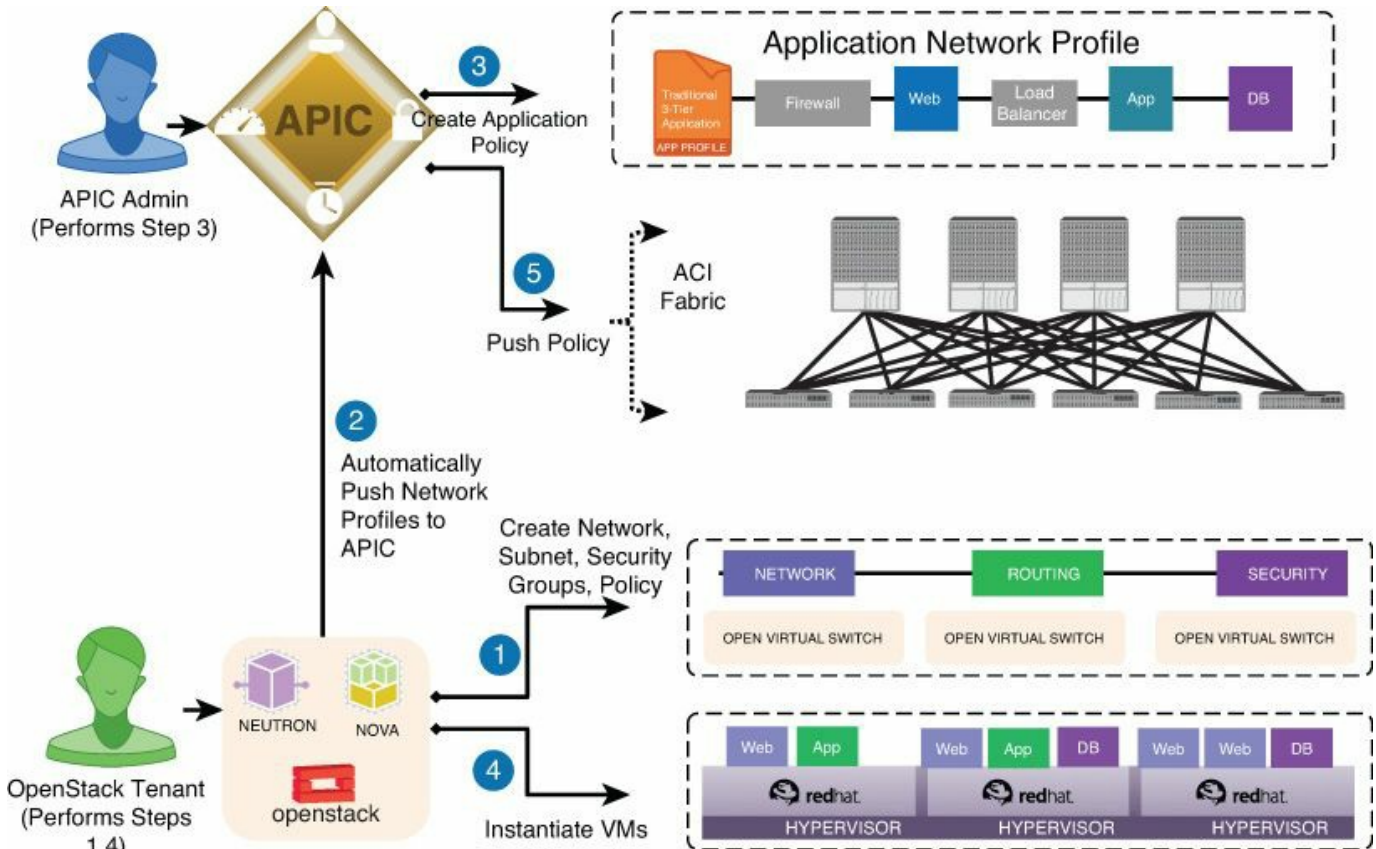 Application Network Profile
APIC
3
Create Application
Policy
Traditional
3-Tier
Application
APP PROFILE
Firewall
Web
Load
Balancer
App
DB
APIC Admin
(Performs Step 3)
5
Push Policy
ACI
Fabric
2
Automatically
Push Network
Profiles to
APIC
Create Network,
Subnet, Security
Groups, Policy
1
NETWORK
ROUTING
SECURITY
OPEN VIRTUAL SWITCH
OPEN VIRTUAL SWITCH
OPEN VIRTUAL SWITCH
NEUTRON
NOVA
openstack
OpenStack Tenant
(Performs Steps
1,4)
4
Instantiate VMs
Web
App
Web
App
DB
Web
Web
DB
redhat.
redhat.
redhat.
HYPERVISOR
HYPERVISOR
HYPERVISOR